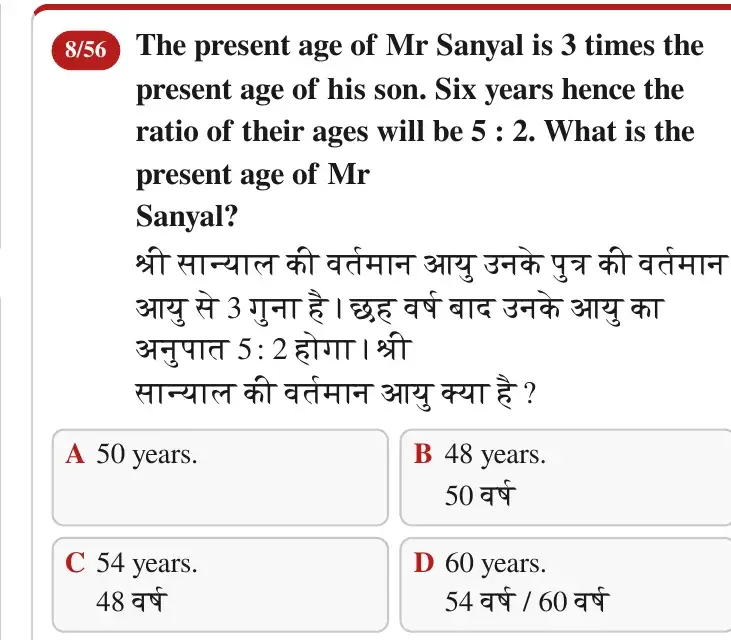 8/56 The present age of Mr Sanyal is 3 times the
present age of his son. Six years hence the
ratio of their ages will be 5 : 2. What is the
present age of Mr
Sanyal?
श्री सान्याल की वर्तमान आयु उनके पुत्र की वर्तमान
आयु से 3 गुना है। छह वर्ष बाद उनके आयु का
अनुपात 5 : 2 होगा। श्री
सान्याल की वर्तमान आयु क्या है ?
A 50 years.
B 48 years.
50 वर्ष
C 54 years.
48 वर्ष
D 60 years.
54 वर्ष / 60 वर्ष